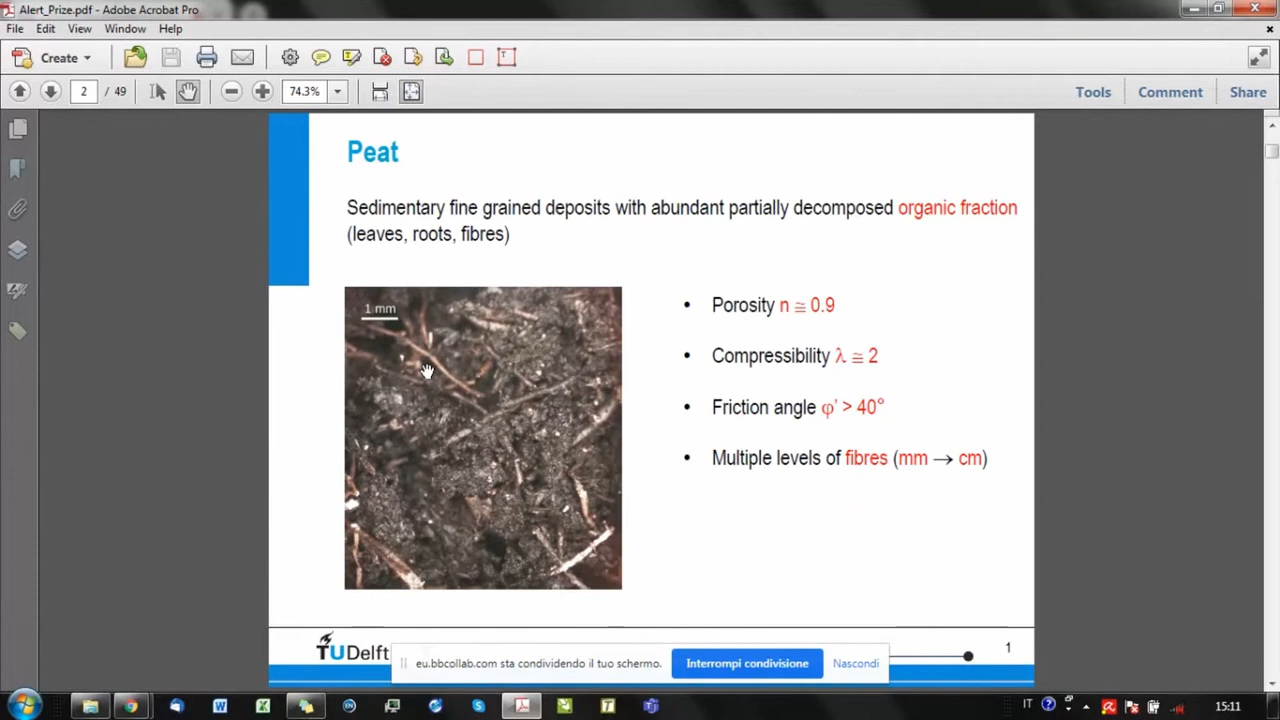 Alert_Prize.pdf - Adobe Acrobat Pro
File Edit View Window Help
Create
2 / 49 74.3% Tools Comment Share
Peat
Sedimentary fine grained deposits with abundant partially decomposed organic fraction
(leaves, roots, fibres)
1 mm
• Porosity n ≅ 0.9
• Compressibility λ ≅ 2
• Friction angle φ' > 40°
• Multiple levels of fibres (mm → cm)
TUDelft
eu.bbcollab.com sta condividendo il tuo schermo. Interrompi condivisione Nascondi
1
IT 15:11